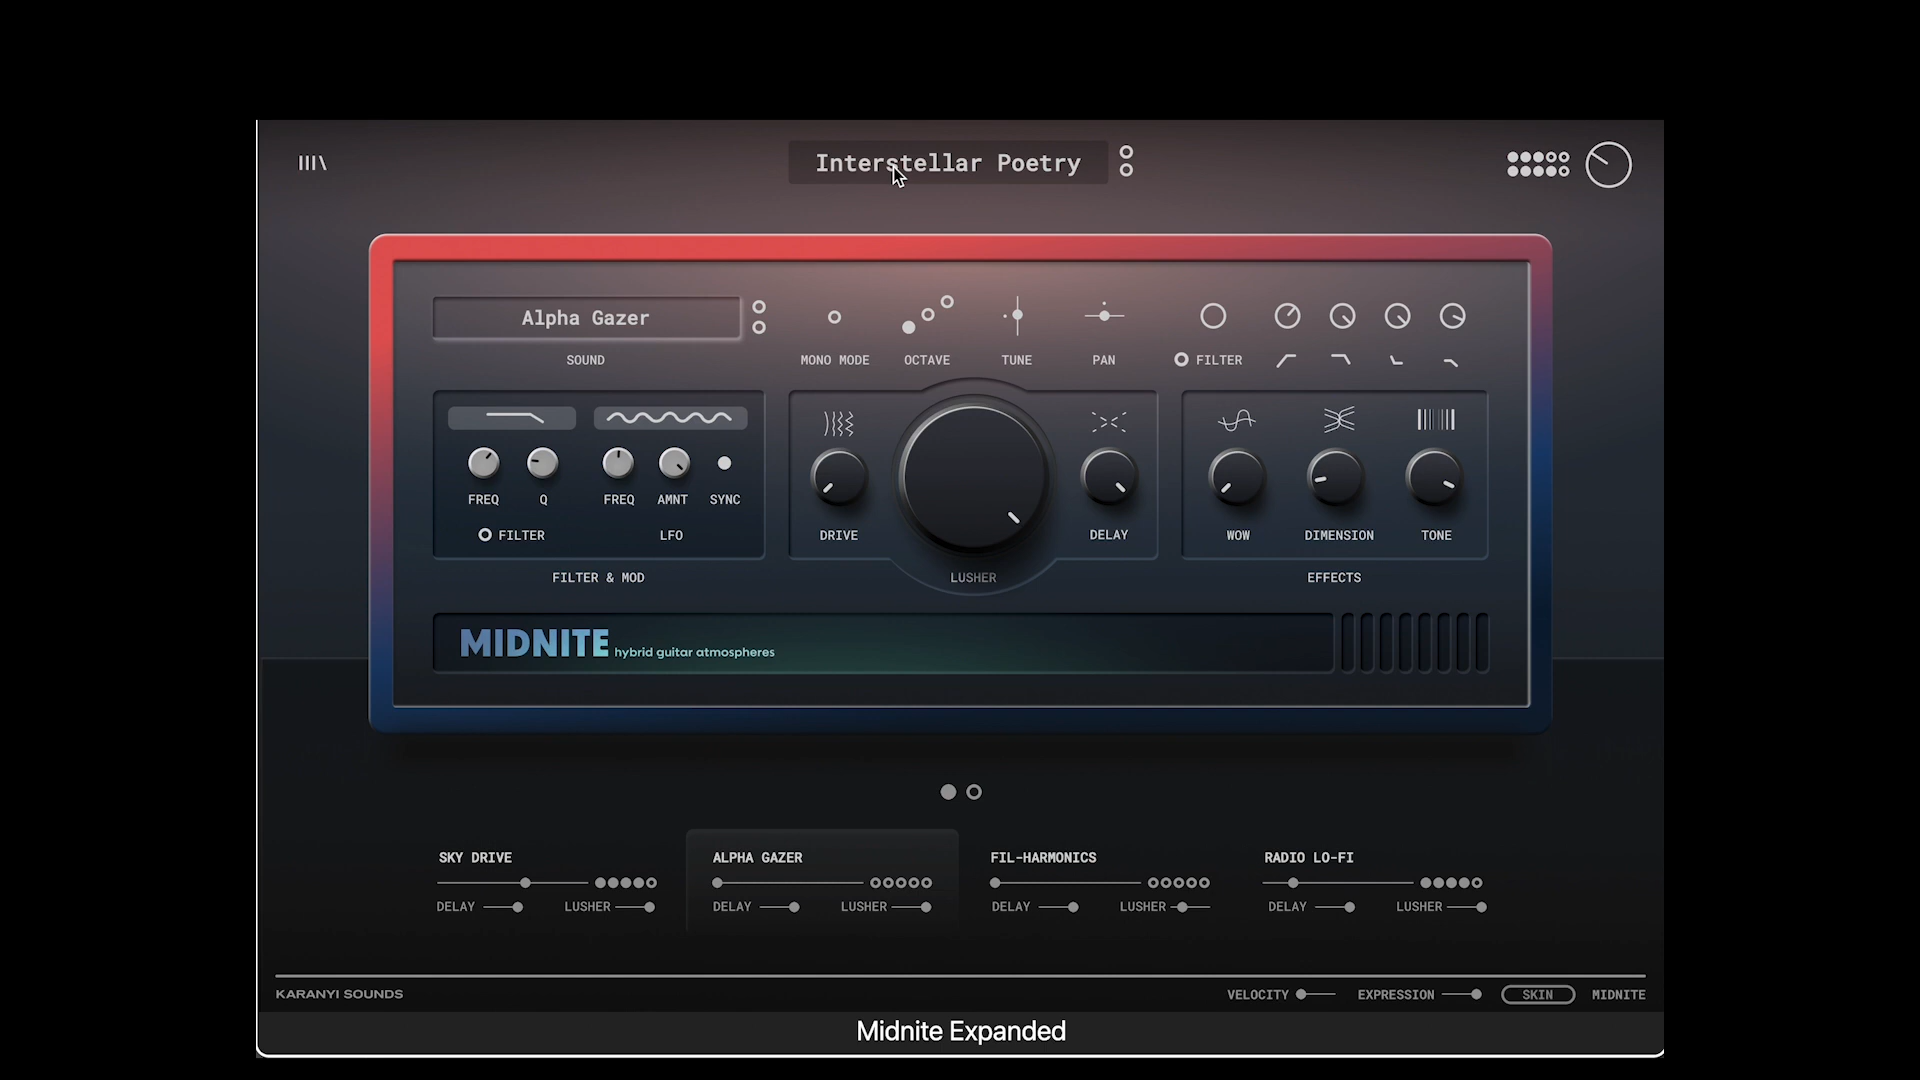 Interstellar Poetry
Alpha Gazer
SOUND
MONO MODE
OCTAVE
TUNE
PAN
FILTER
FREQ
Q
FREQ
AMNT
SYNC
FILTER
LFO
FILTER & MOD
DRIVE
LUSHER
DELAY
WOW
DIMENSION
TONE
EFFECTS
MIDNITE hybrid guitar atmospheres
SKY DRIVE
DELAY
LUSHER
ALPHA GAZER
DELAY
LUSHER
FIL-HARMONICS
DELAY
LUSHER
RADIO LO-FI
DELAY
LUSHER
KARANYI SOUNDS
VELOCITY
EXPRESSION
SKIN
MIDNITE
Midnite Expanded